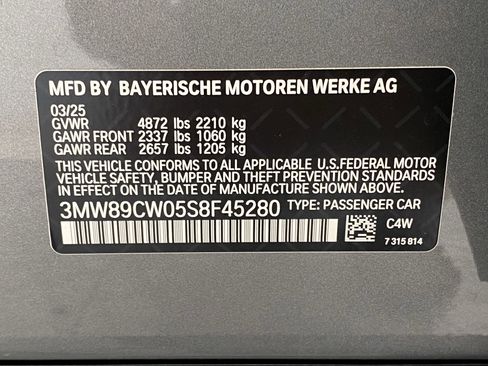 MFD BY BAYERISCHE MOTOREN WERKE AG
03/25
GVWR 4872 lbs 2210 kg
GAWR FRONT 2337 lbs 1060 kg
GAWR REAR 2657 lbs 1205 kg
THIS VEHICLE CONFORMS TO ALL APPLICABLE U.S.FEDERAL MOTOR
VEHICLE SAFETY, BUMPER AND THEFT PREVENTION STANDARDS
IN EFFECT ON THE DATE OF MANUFACTURE SHOWN ABOVE.
3MW89CW05S8F45280 TYPE: PASSENGER CAR
C4W
7 315 814